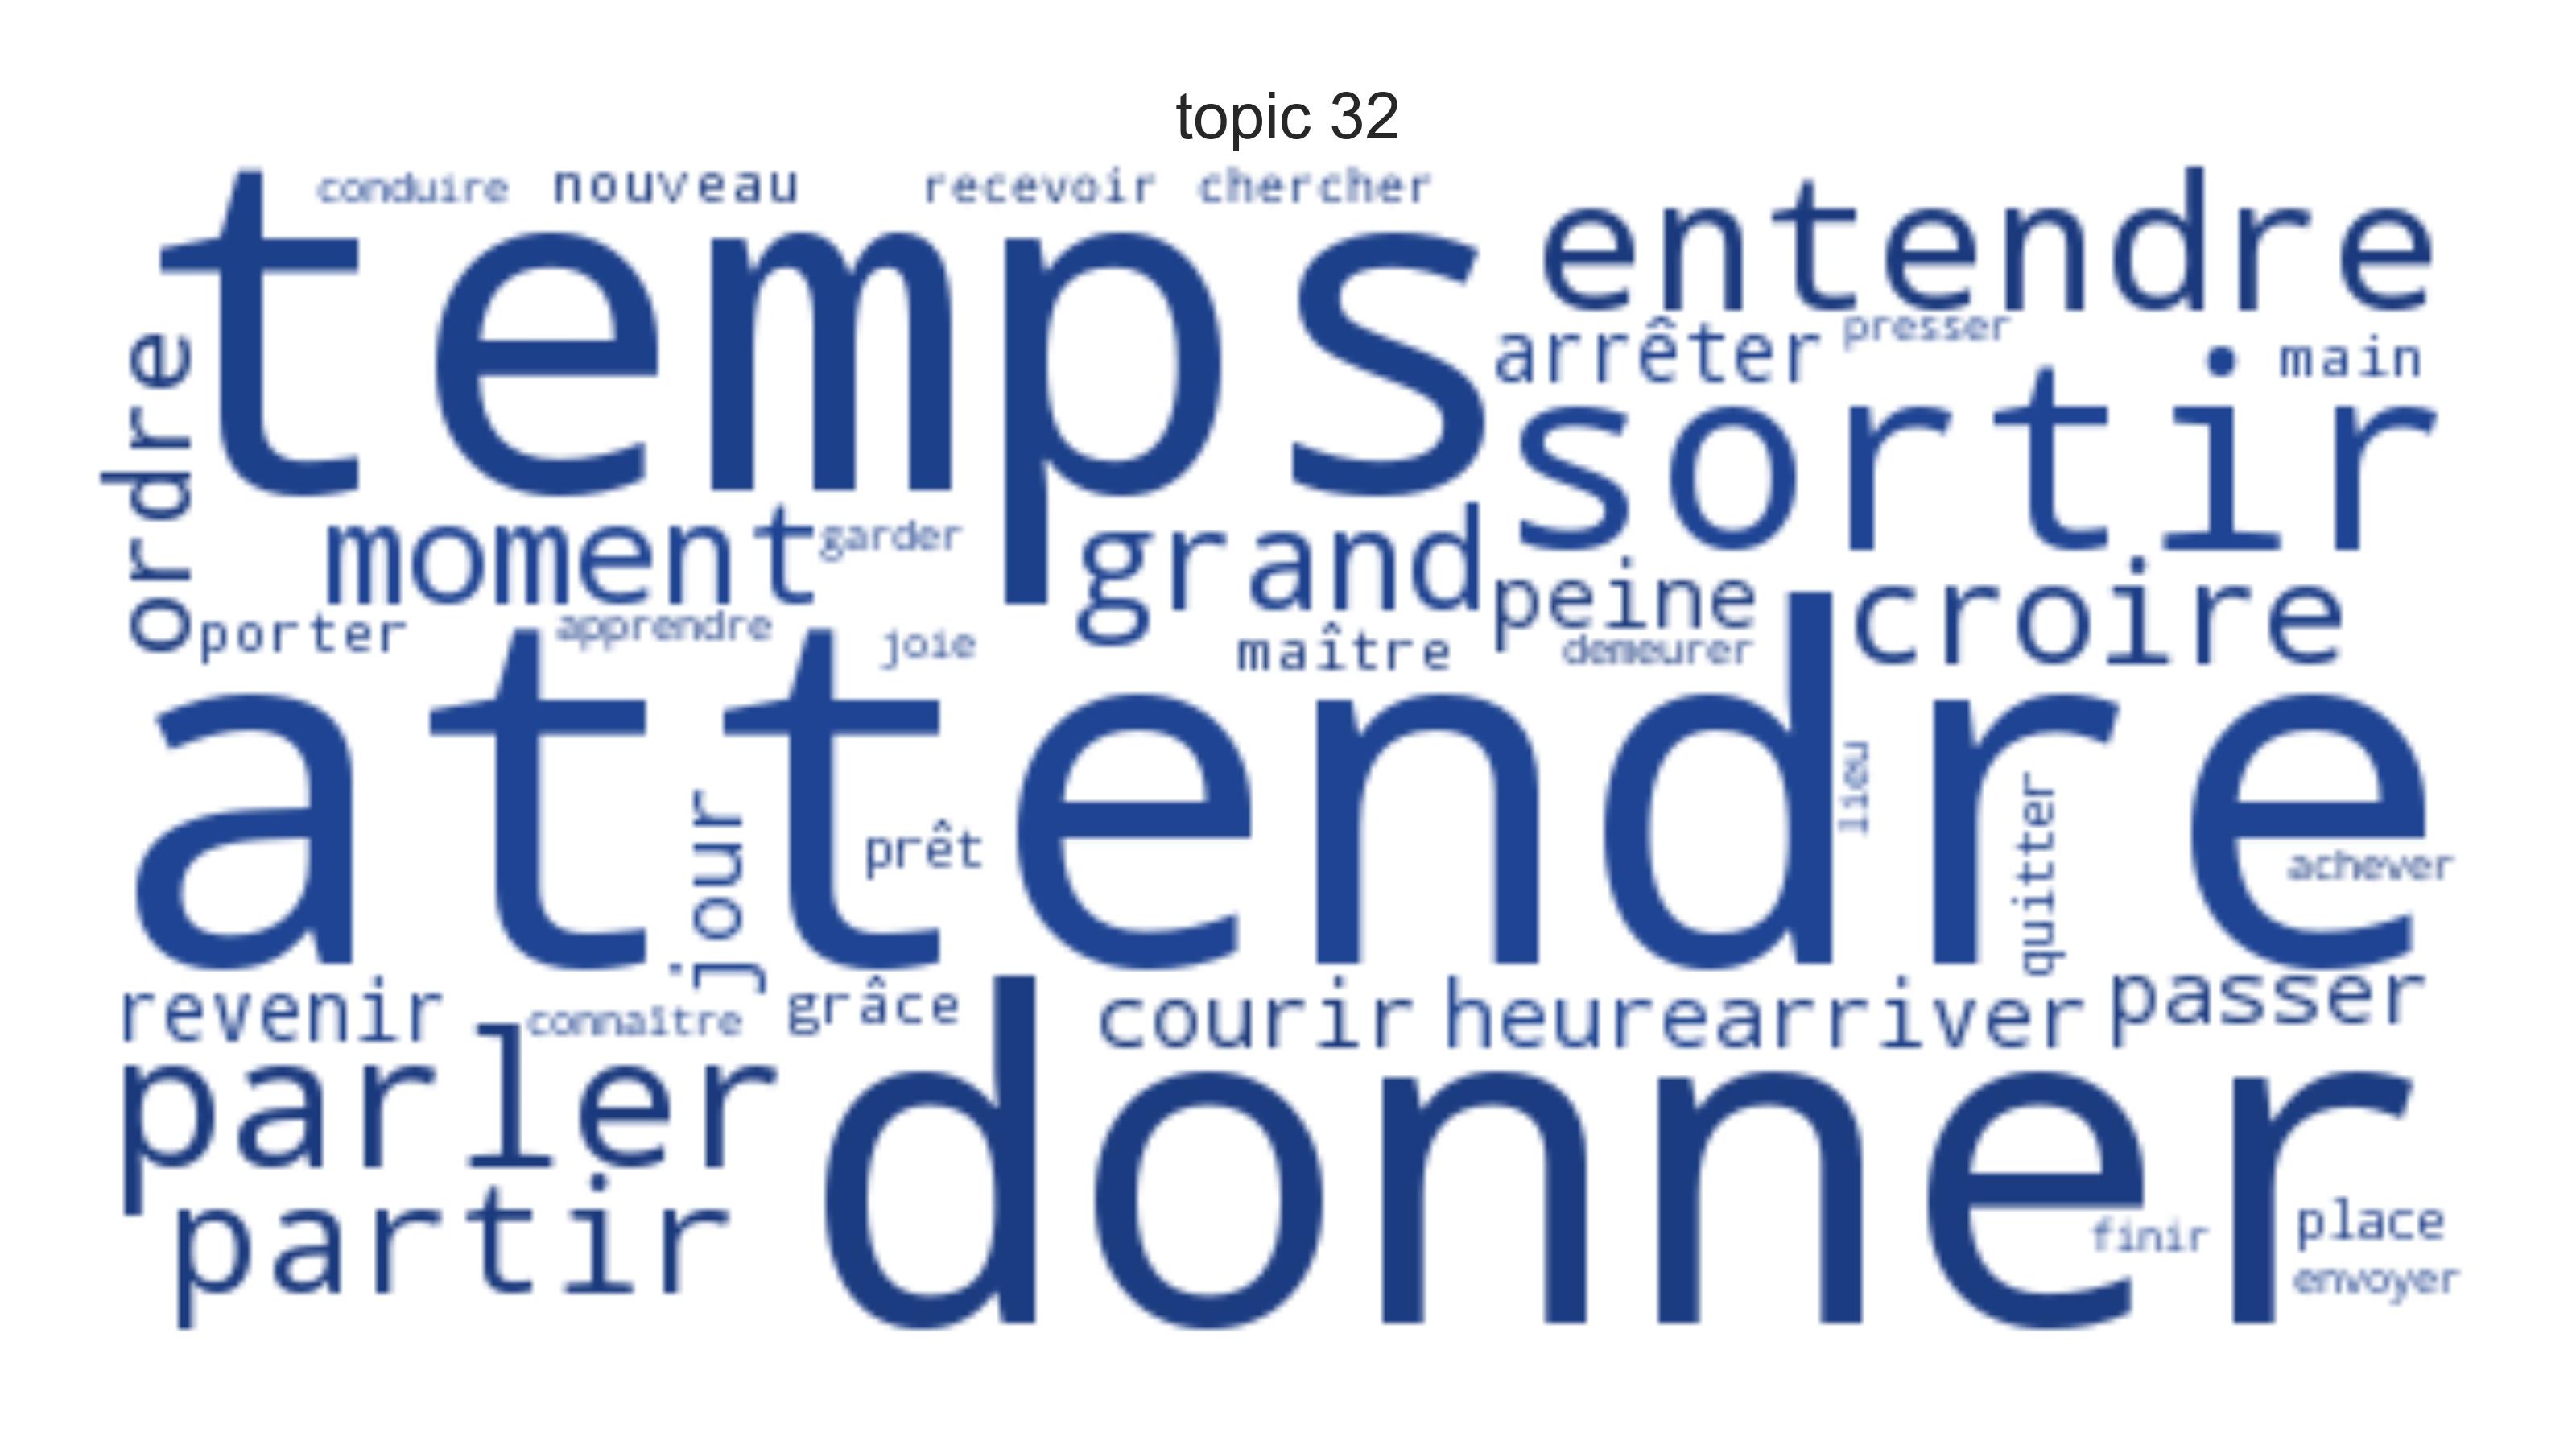 topic 32
conduire nouveau recevoir chercher
temps entendre
arrêter presser main
ordre
sortir
moment garder grand peine croire
porter apprendre joie maître demeurer
attendre
jour prêt lieu quitter achever
revenir connaître grâce courir heure arriver passer
parler
donner
partir
finir place
envoyer